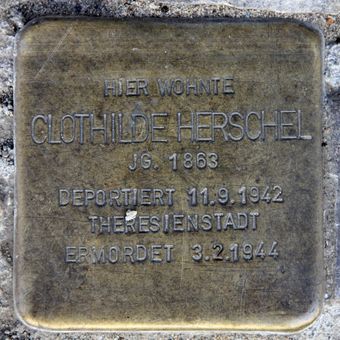 HIER WOHNTE
CLOTHILDE HERSCHEL
JG. 1863
DEPORTIERT 11.9.1942
THERESIENSTADT
ERMORDET 3.2.1944